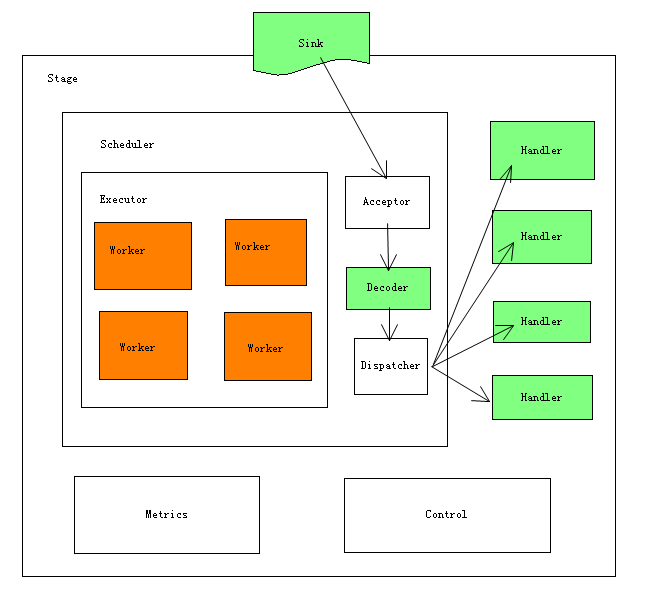 Sink
Stage
Scheduler
Handler
Executor
Acceptor
Worker
Worker
Handler
Decoder
Handler
Worker
Worker
Dispatcher
Handler
Metrics
Control